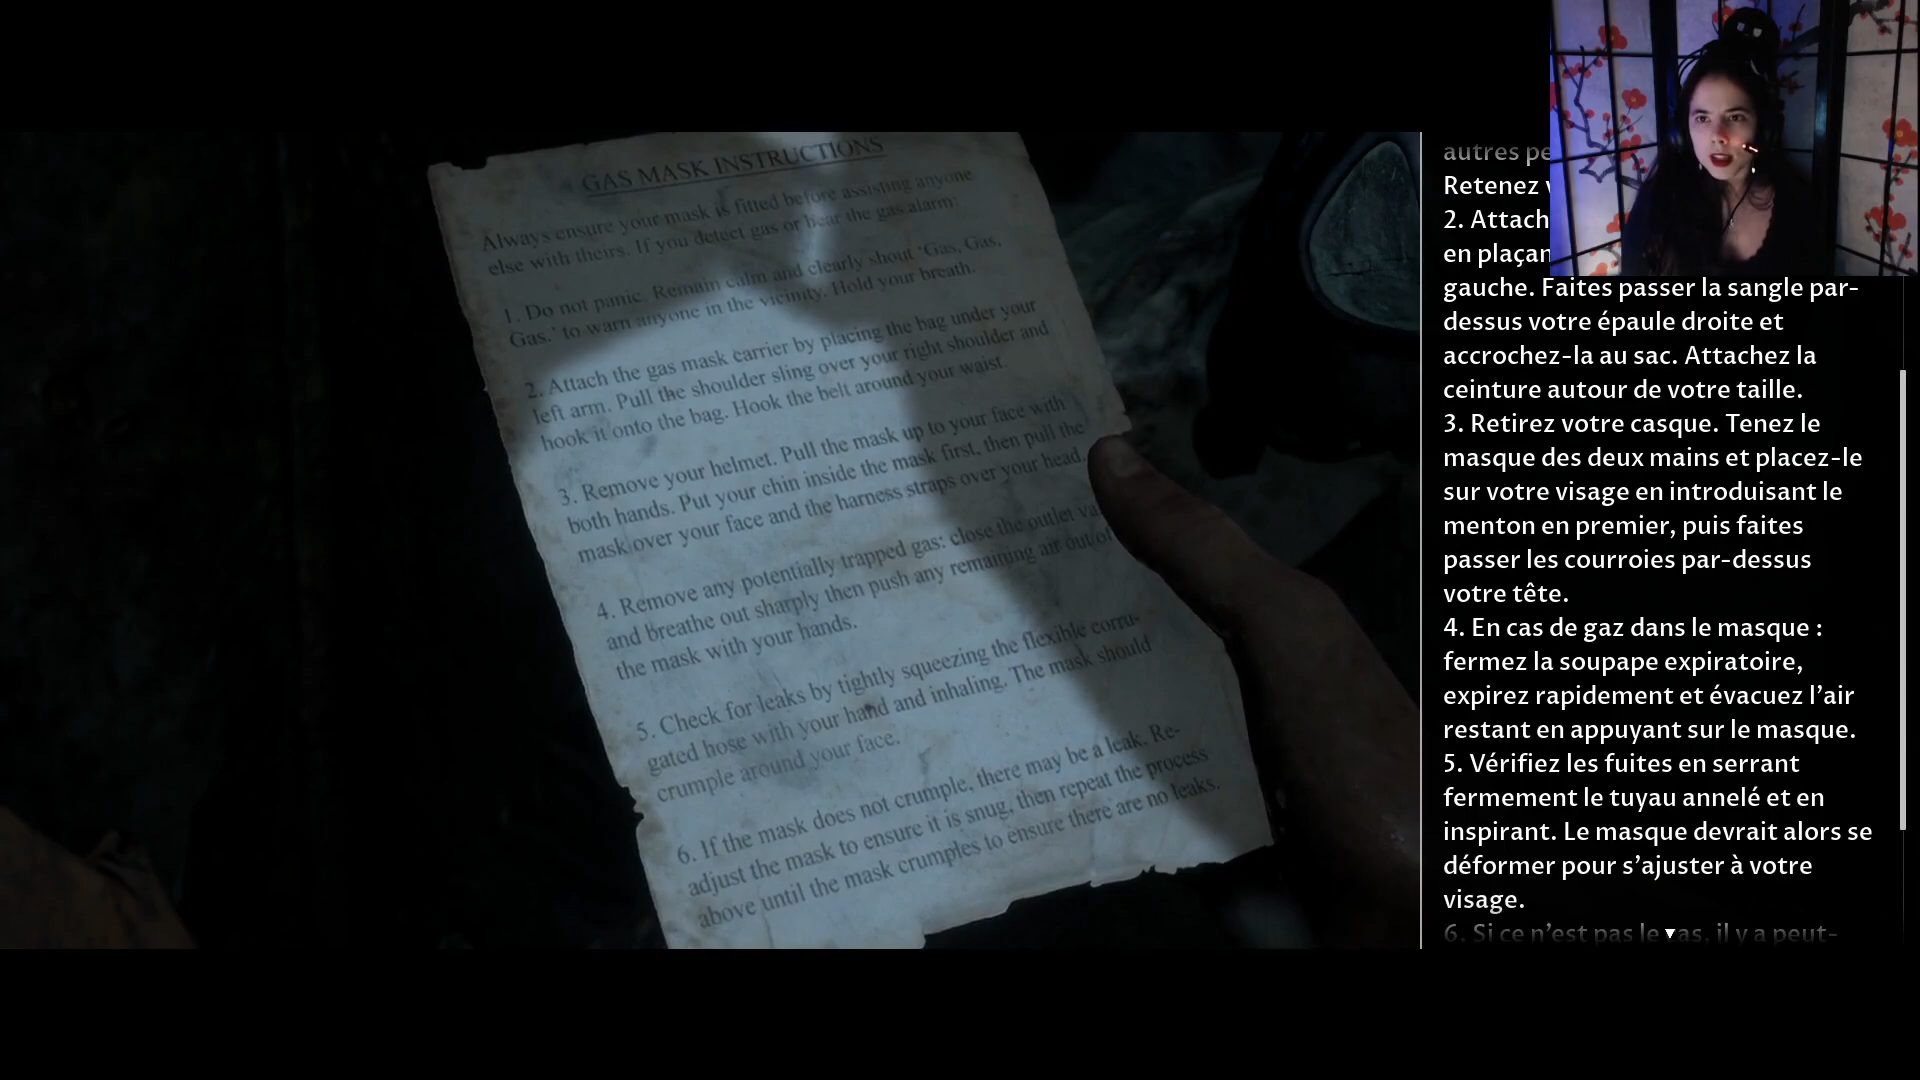 GAS MASK INSTRUCTIONS
Always ensure your mask is fitted before assisting anyone
else with theirs. If you detect gas or hear the gas alarm:
1. Do not panic. Remain calm and clearly shout ‘Gas, Gas,
Gas.’ to warn anyone in the vicinity. Hold your breath.
2. Attach the gas mask carrier by placing the bag under your
left arm. Pull the shoulder sling over your right shoulder and
hook it onto the bag. Hook the belt around your waist.
3. Remove your helmet. Pull the mask up to your face with
both hands. Put your chin inside the mask first, then pull the
mask over your face and the harness straps over your head.
4. Remove any potentially trapped gas: close the outlet va
and breathe out sharply then push any remaining air out of
the mask with your hands.
5. Check for leaks by tightly squeezing the flexible corru-
gated hose with your hand and inhaling. The mask should
crumple around your face.
6. If the mask does not crumple, there may be a leak. Re-
adjust the mask to ensure it is snug, then repeat the process
above until the mask crumples to ensure there are no leaks.
autres pe
Retenez
2. Attach
en plaçan
gauche. Faites passer la sangle par-
dessus votre épaule droite et
accrochez-la au sac. Attachez la
ceinture autour de votre taille.
3. Retirez votre casque. Tenez le
masque des deux mains et placez-le
sur votre visage en introduisant le
menton en premier, puis faites
passer les courroies par-dessus
votre tête.
4. En cas de gaz dans le masque :
fermez la soupape expiratoire,
expirez rapidement et évacuez l’air
restant en appuyant sur le masque.
5. Vérifiez les fuites en serrant
fermement le tuyau annelé et en
inspirant. Le masque devrait alors se
déformer pour s’ajuster à votre
visage.
6. Si ce n’est pas le cas, il y a peut-